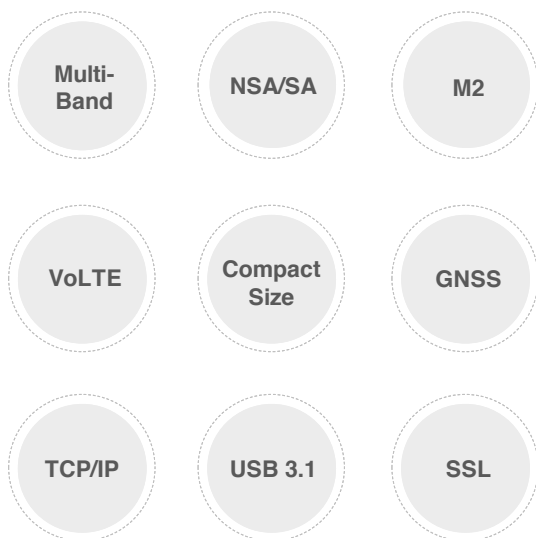 Multi-
Band
NSA/SA
M2
VoLTE
Compact
Size
GNSS
TCP/IP
USB 3.1
SSL